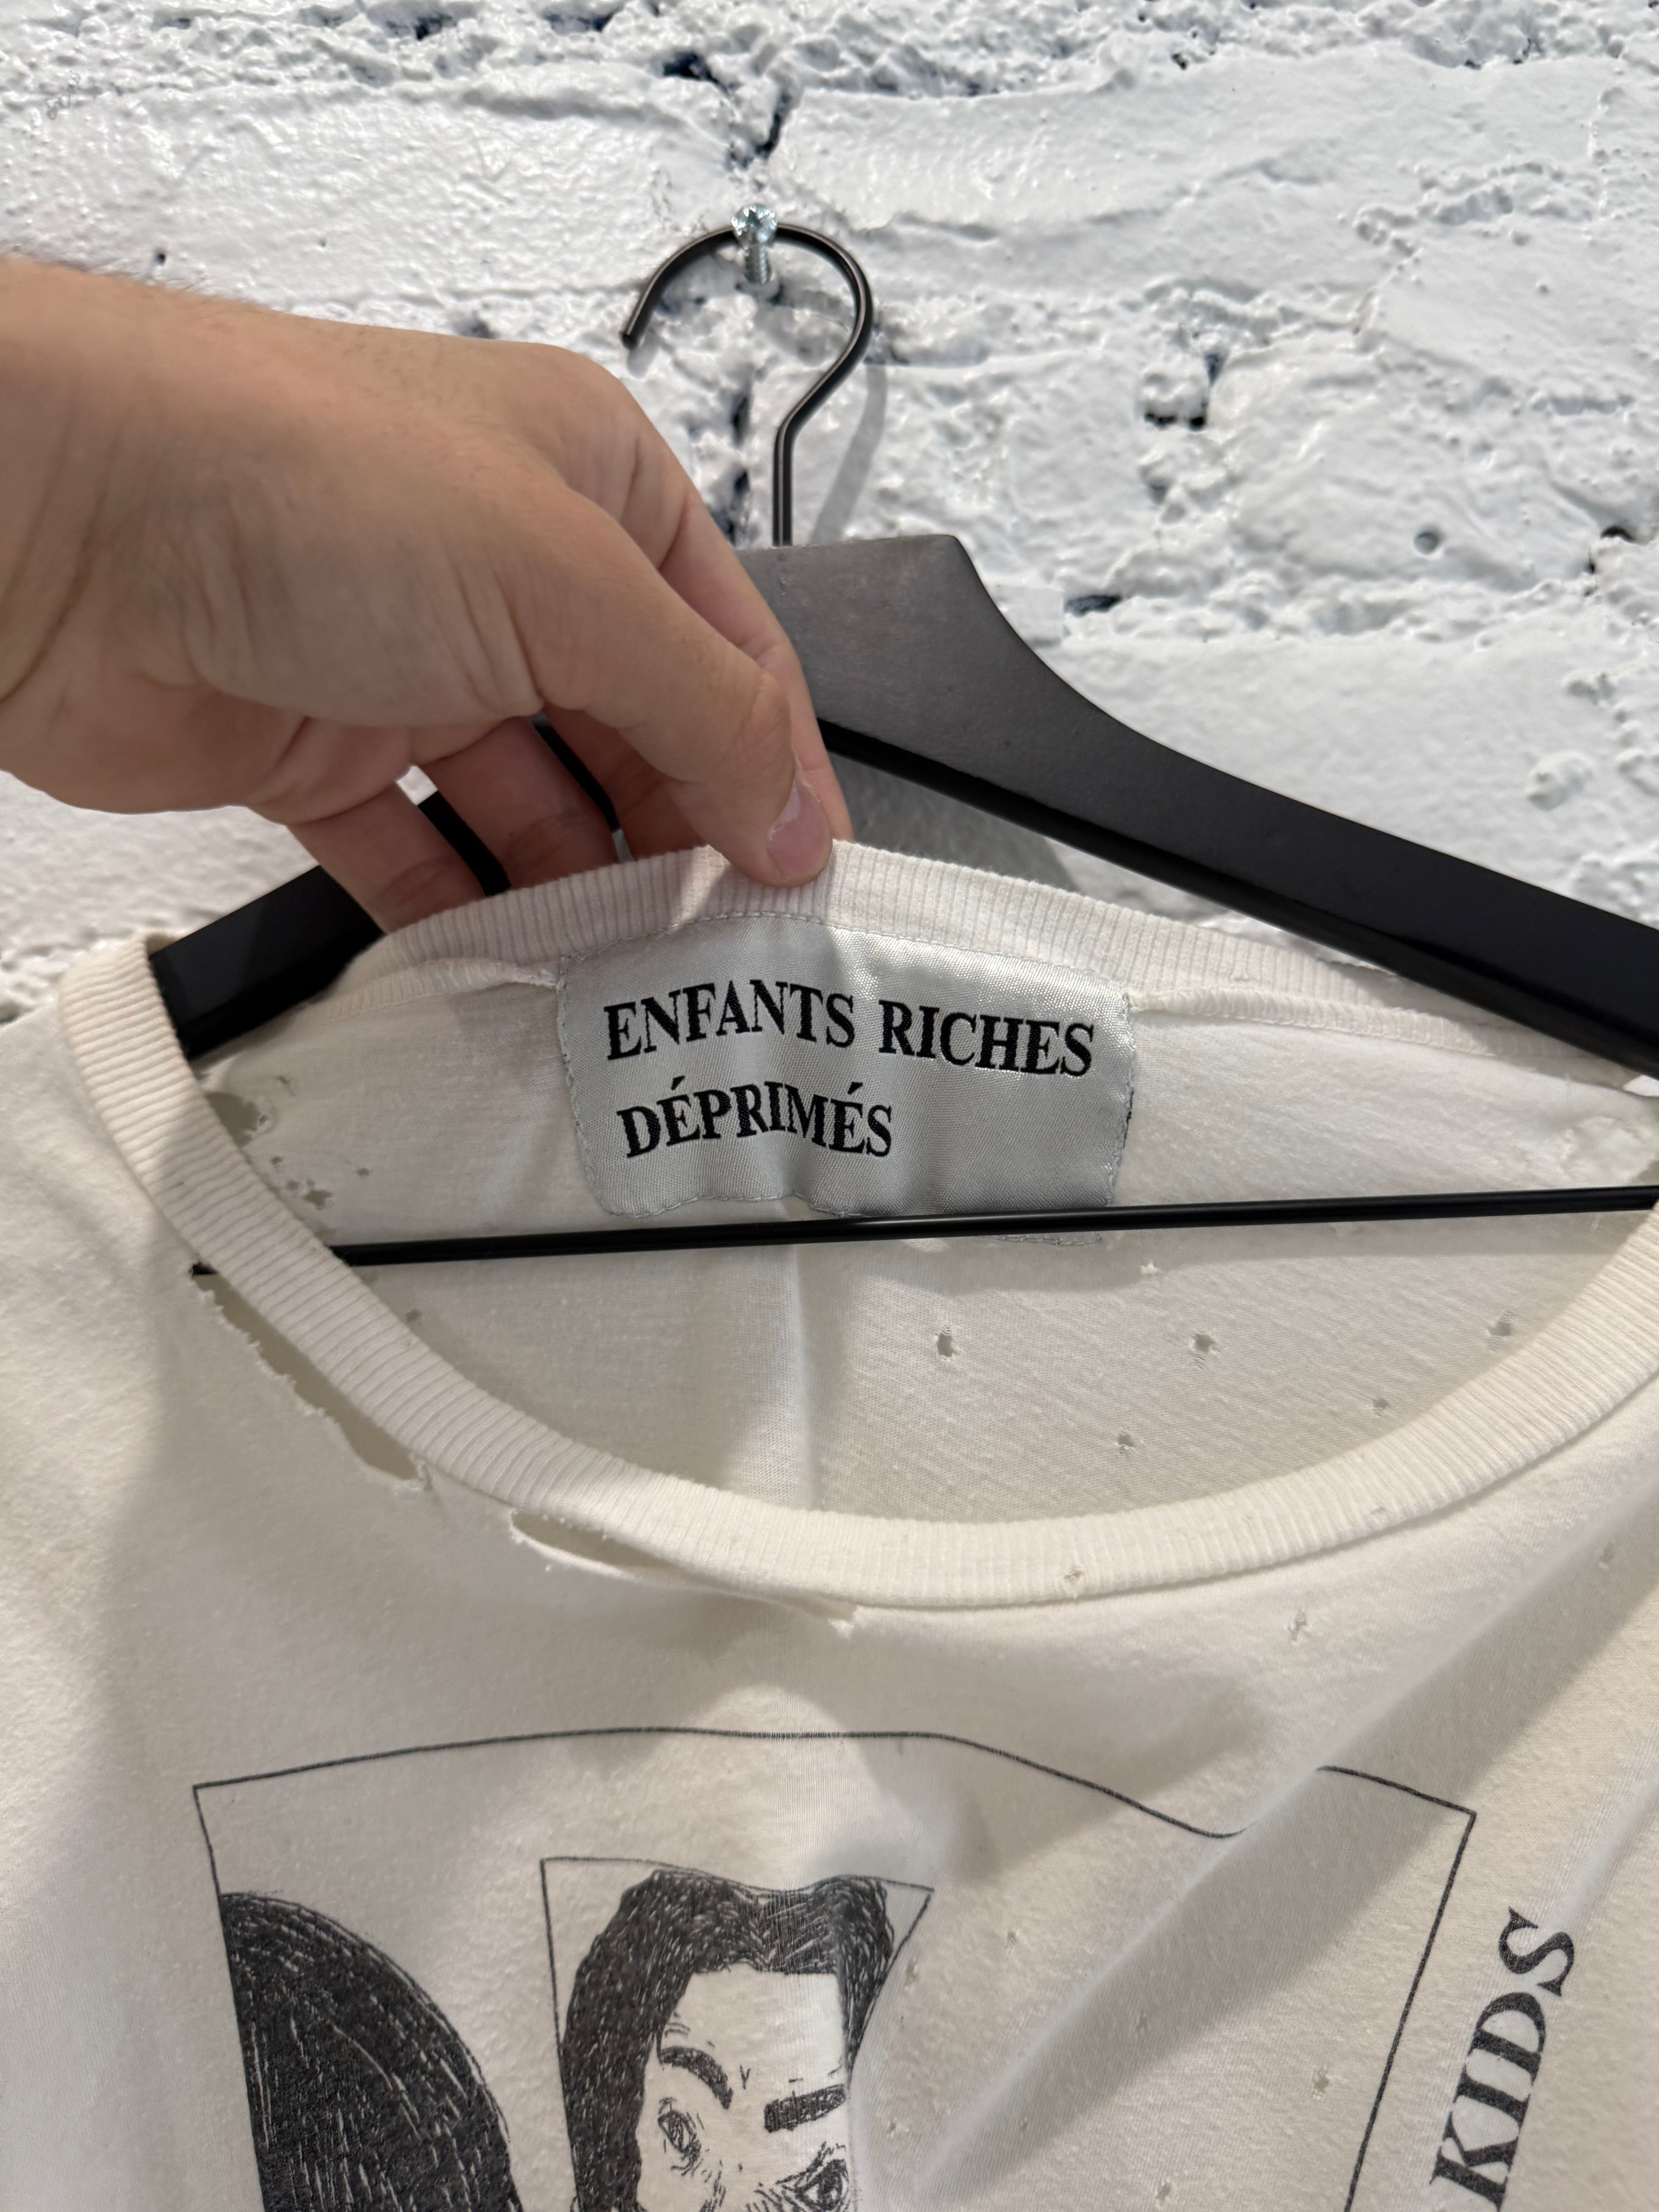 ENFANTS RICHES
DÉPRIMÉS
KIDS